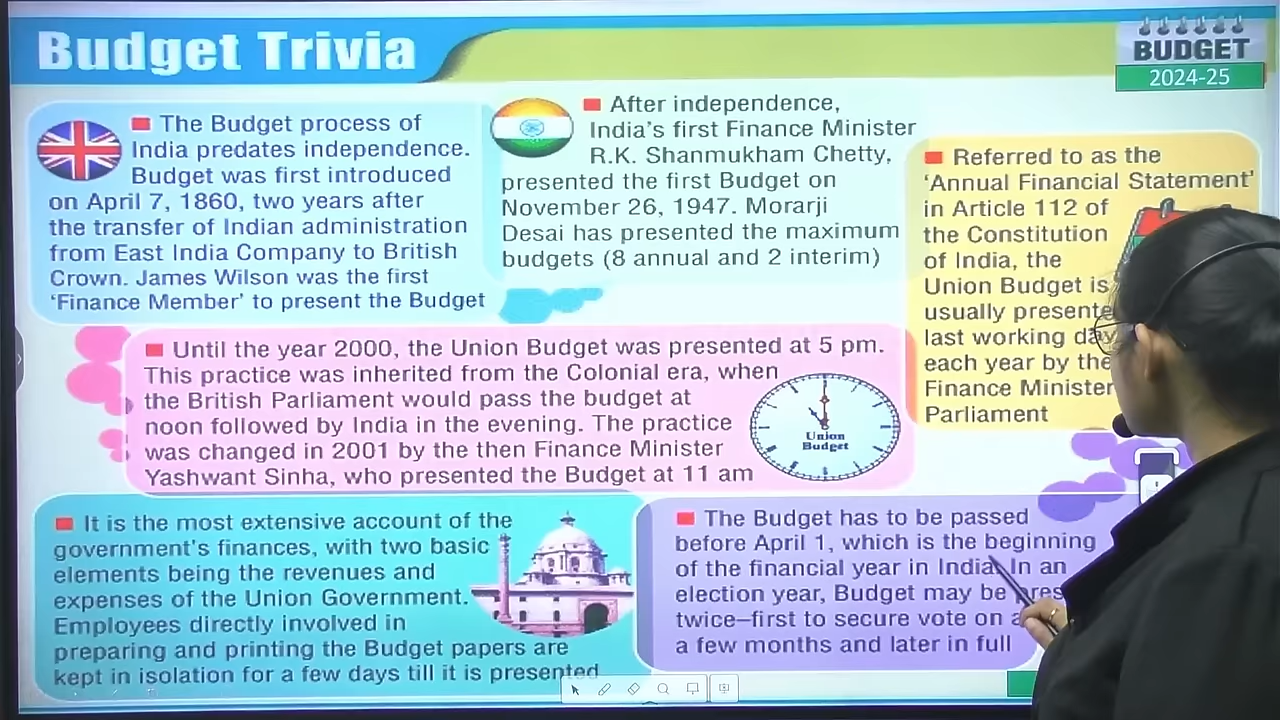 Budget Trivia
BUDGET
2024-25
The Budget process of
India predates independence.
Budget was first introduced
on April 7, 1860, two years after
the transfer of Indian administration
from East India Company to British
Crown. James Wilson was the first
‘Finance Member’ to present the Budget
After independence,
India's first Finance Minister
R.K. Shanmukham Chetty,
presented the first Budget on
November 26, 1947. Morarji
Desai has presented the maximum
budgets (8 annual and 2 interim)
Referred to as the
‘Annual Financial Statement’
in Article 112 of
the Constitution
of India, the
Union Budget is
usually presente
last working day
each year by the
Finance Minister
Parliament
Until the year 2000, the Union Budget was presented at 5 pm.
This practice was inherited from the Colonial era, when
the British Parliament would pass the budget at
noon followed by India in the evening. The practice
was changed in 2001 by the then Finance Minister
Yashwant Sinha, who presented the Budget at 11 am
Union
Budget
It is the most extensive account of the
government's finances, with two basic
elements being the revenues and
expenses of the Union Government.
Employees directly involved in
preparing and printing the Budget papers are
kept in isolation for a few days till it is presented
The Budget has to be passed
before April 1, which is the beginning
of the financial year in India. In an
election year, Budget may be pres
twice–first to secure vote on a
a few months and later in full